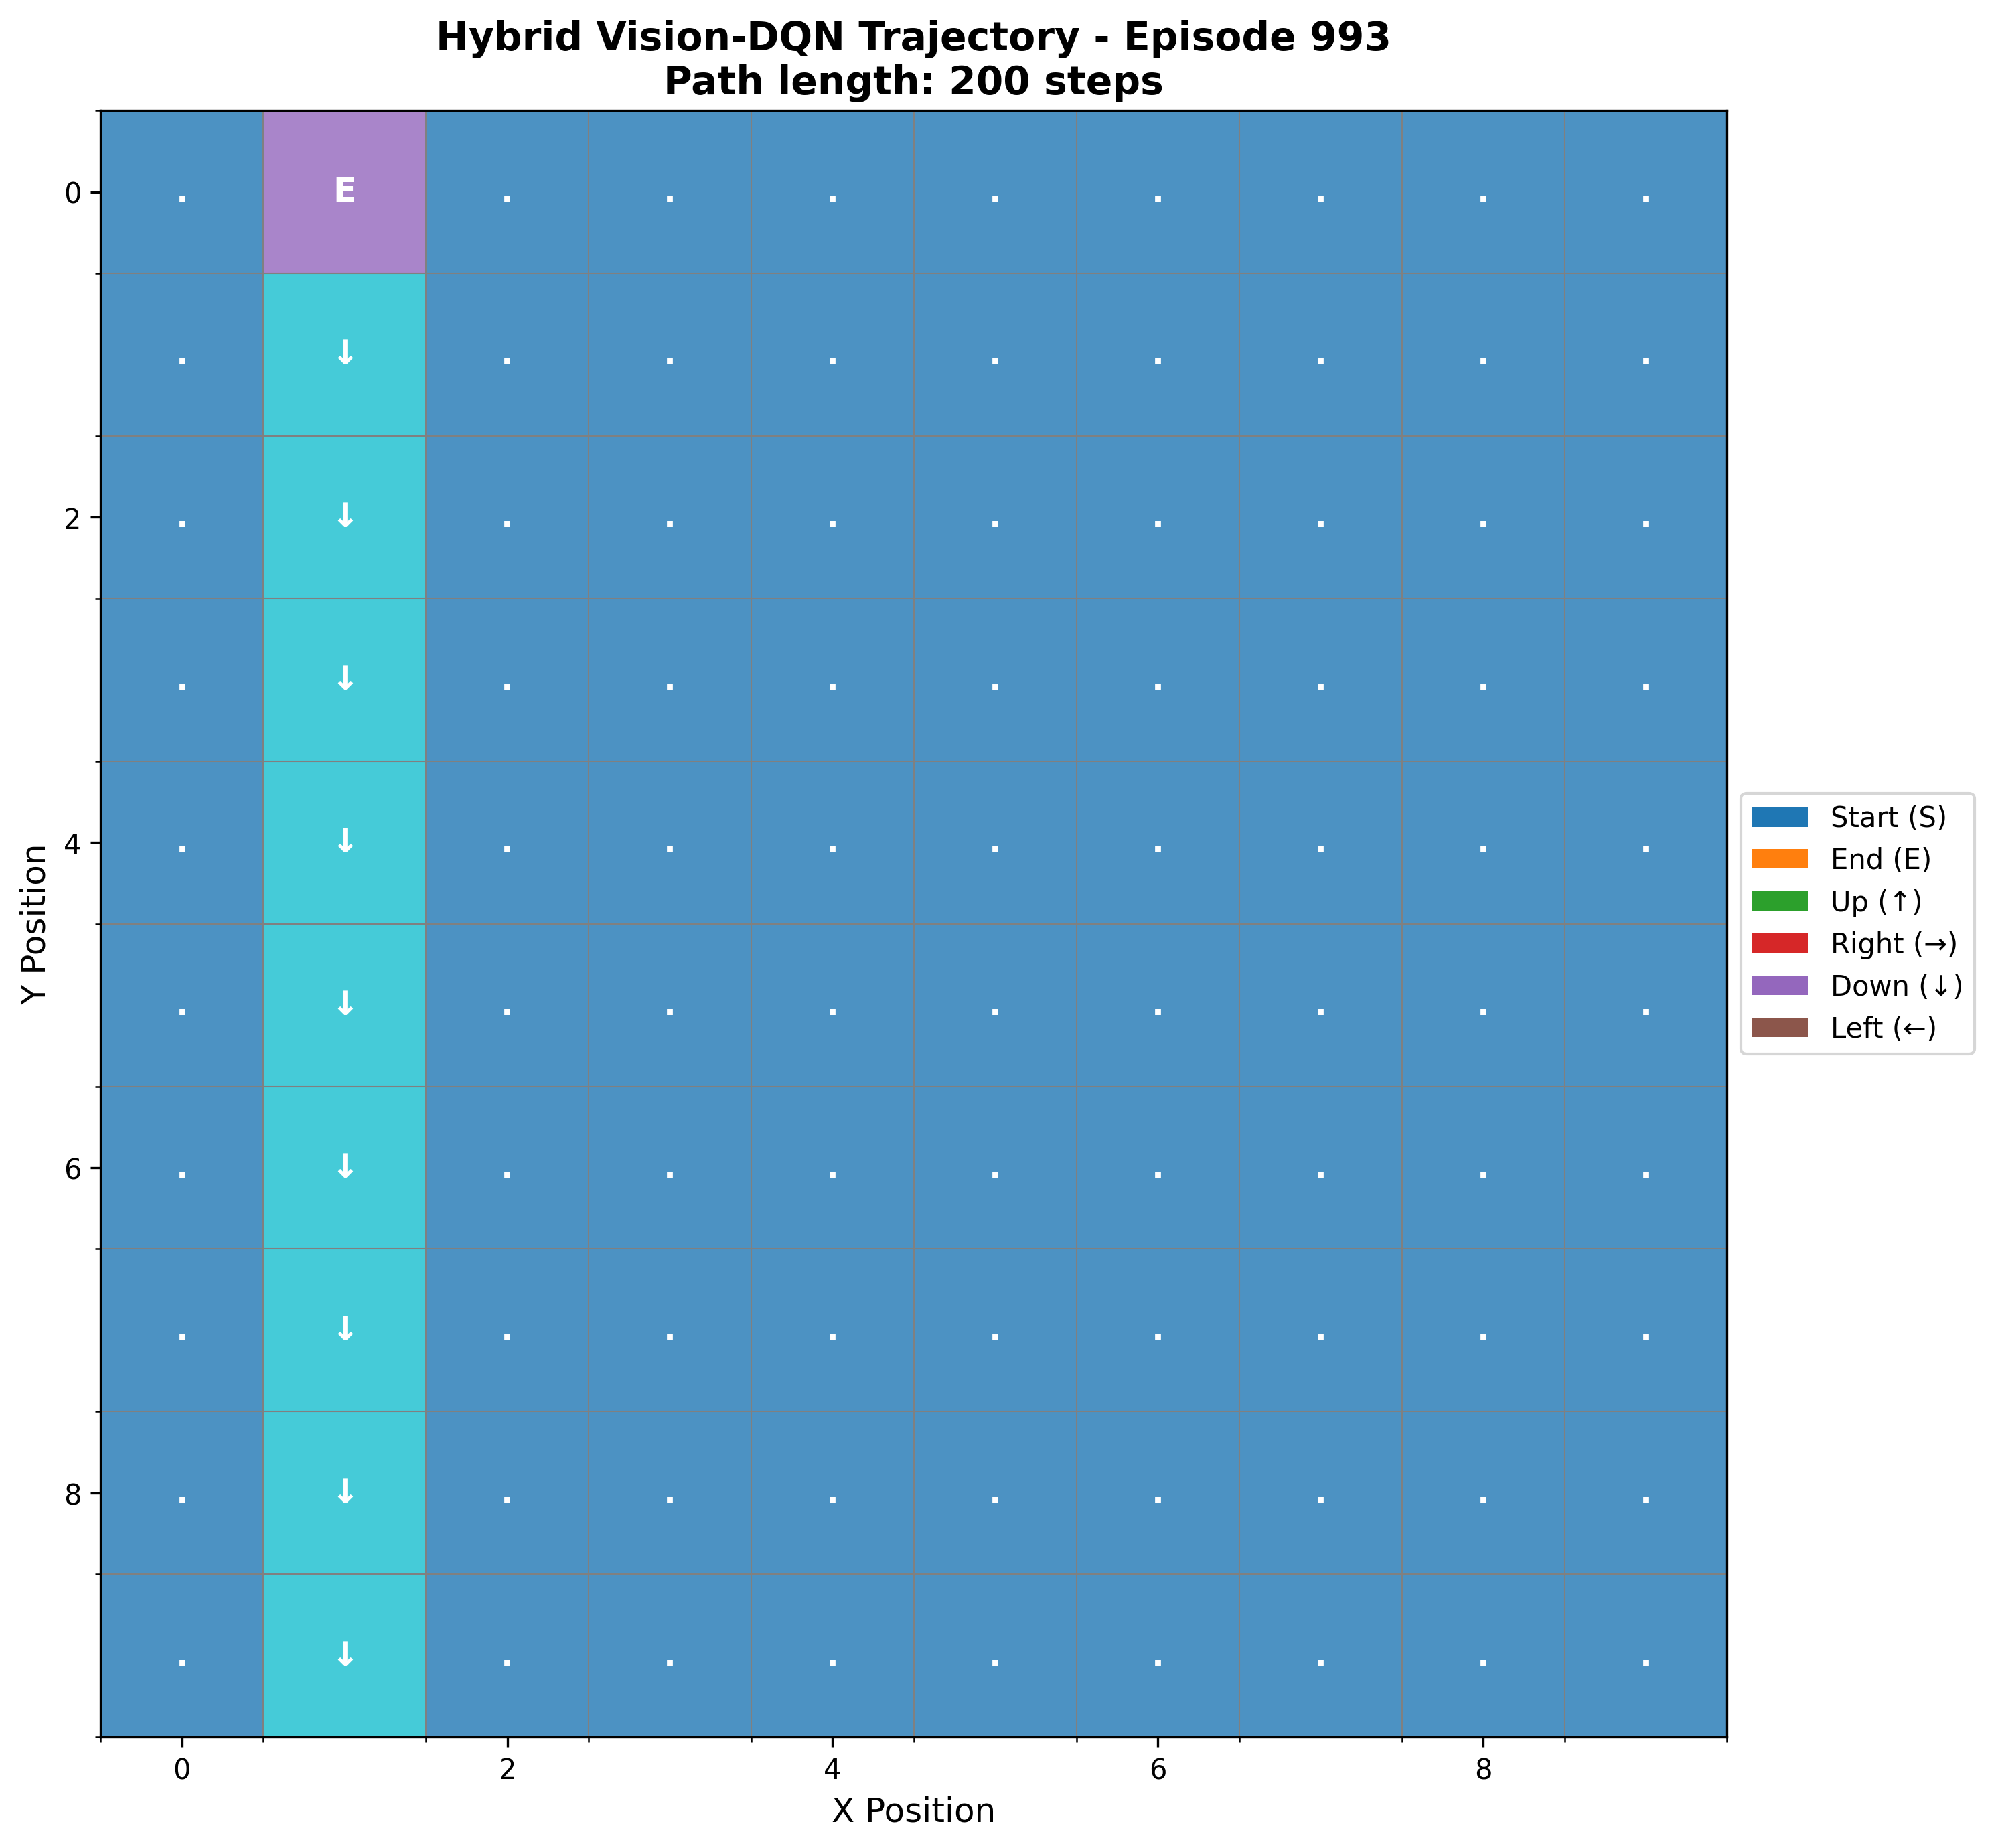 Hybrid Vision-DQN Trajectory - Episode 993
Path length: 200 steps
0 . E . . . . . . . .
. ↓ . . . . . . . .
2 . ↓ . . . . . . . .
. ↓ . . . . . . . .
4 . ↓ . . . . . . . .
. ↓ . . . . . . . .
6 . ↓ . . . . . . . .
. ↓ . . . . . . . .
8 . ↓ . . . . . . . .
. ↓ . . . . . . . .
0 2 4 6 8
X Position
Y Position
Start (S)
End (E)
Up (↑)
Right (→)
Down (↓)
Left (←)